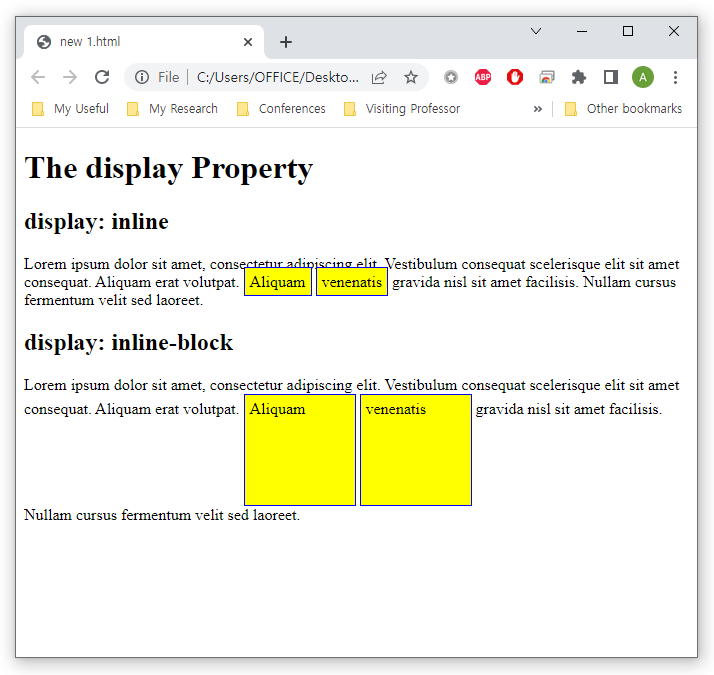 new 1.html
File | C:/Users/OFFICE/Deskto...
ABP
A
My Useful My Research Conferences Visiting Professor » Other bookmarks
The display Property
display: inline
Lorem ipsum dolor sit amet, consectetur adipiscing elit. Vestibulum consequat scelerisque elit sit amet
consequat. Aliquam erat volutpat. Aliquam venenatis gravida nisl sit amet facilisis. Nullam cursus
fermentum velit sed laoreet.
display: inline-block
Lorem ipsum dolor sit amet, consectetur adipiscing elit. Vestibulum consequat scelerisque elit sit amet
consequat. Aliquam erat volutpat. Aliquam venenatis gravida nisl sit amet facilisis.
Nullam cursus fermentum velit sed laoreet.